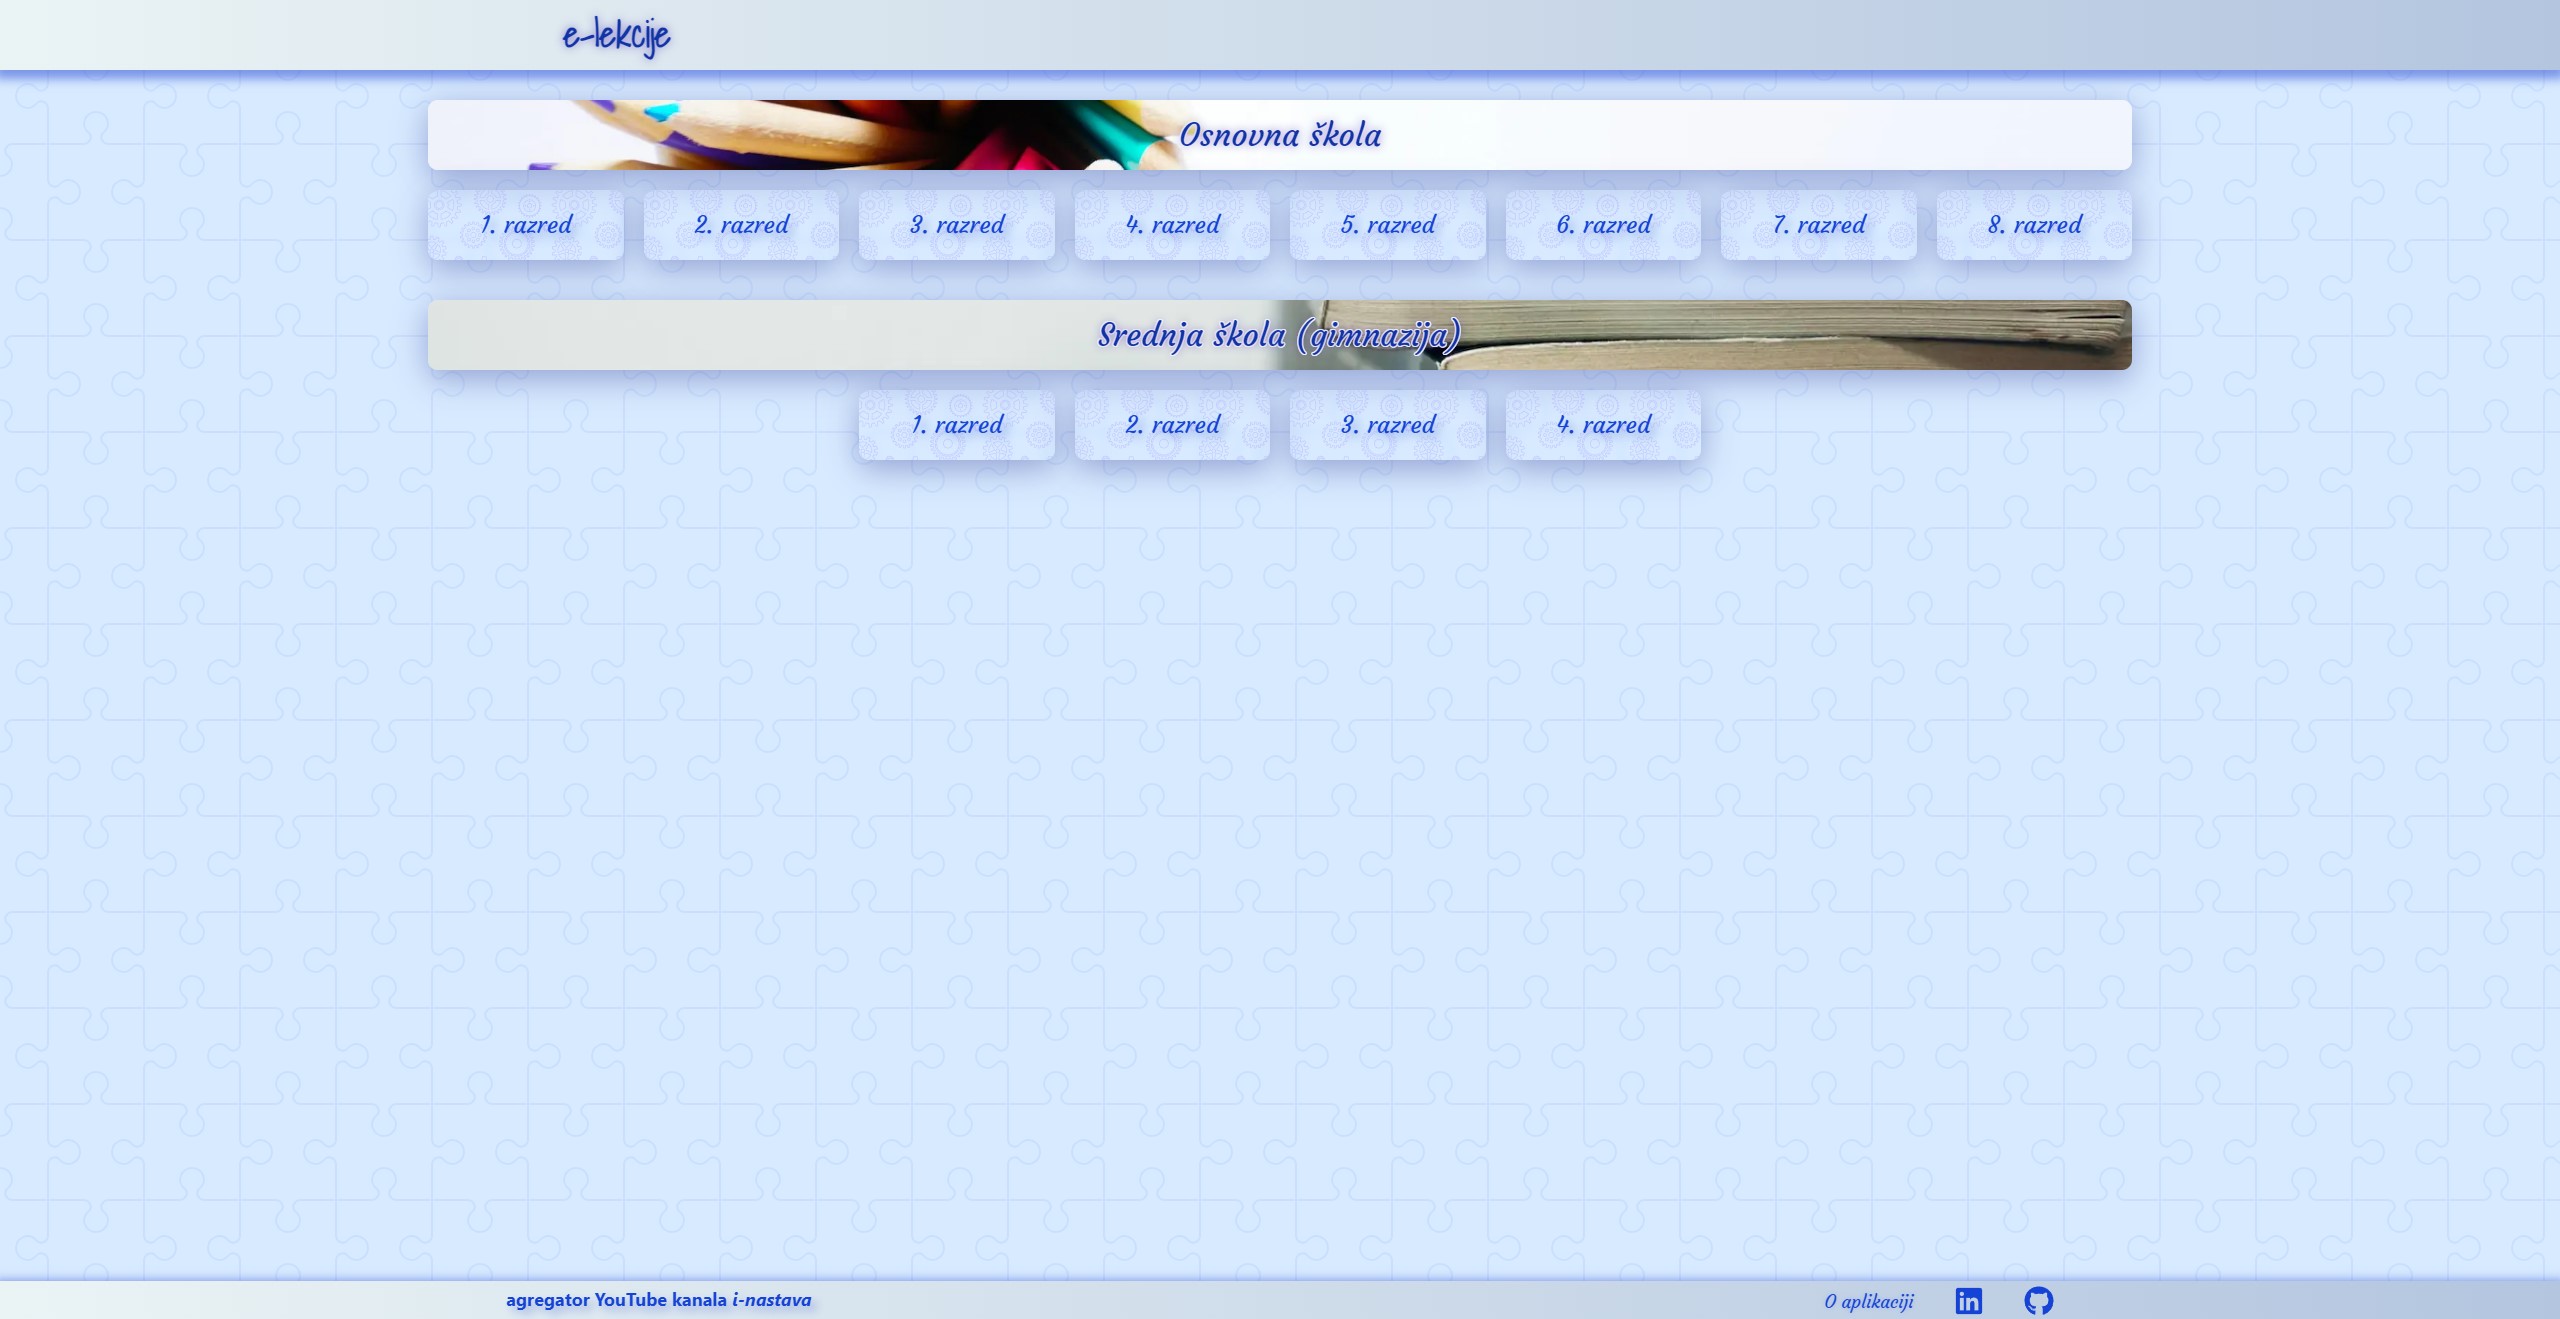 e-lekcije
Osnovna škola
1. razred
2. razred
3. razred
4. razred
5. razred
6. razred
7. razred
8. razred
Srednja škola (gimnazija)
1. razred
2. razred
3. razred
4. razred
agregator YouTube kanala i-nastava
O aplikaciji
in